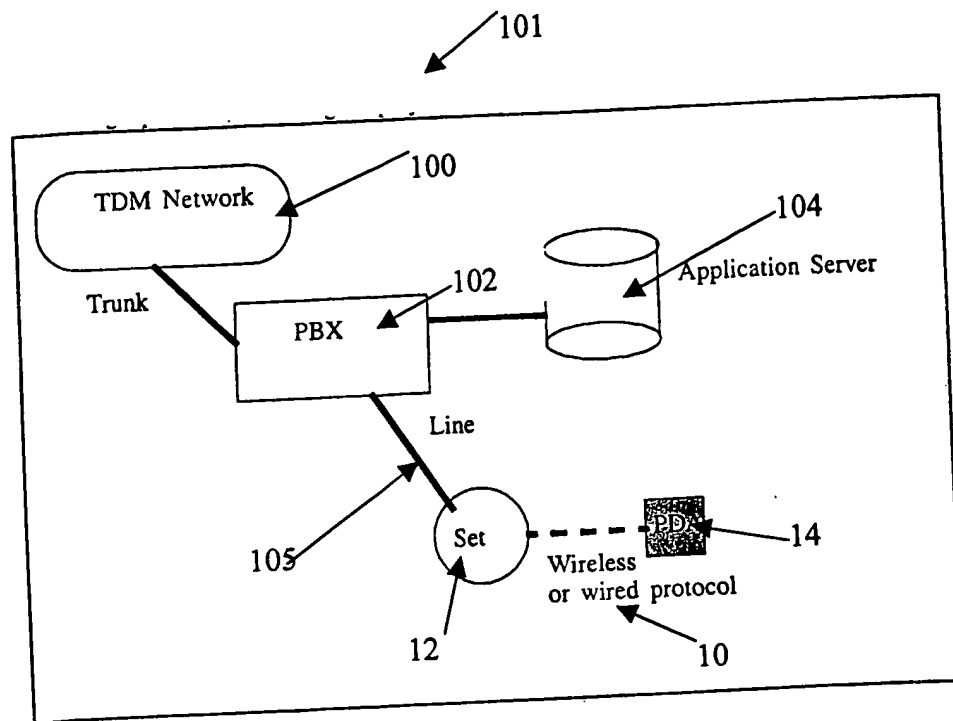 101
100
TDM Network
104
Application Server
102
Trunk
PBX
Line
105
Set
PDA
14
Wireless
or wired protocol
12
10